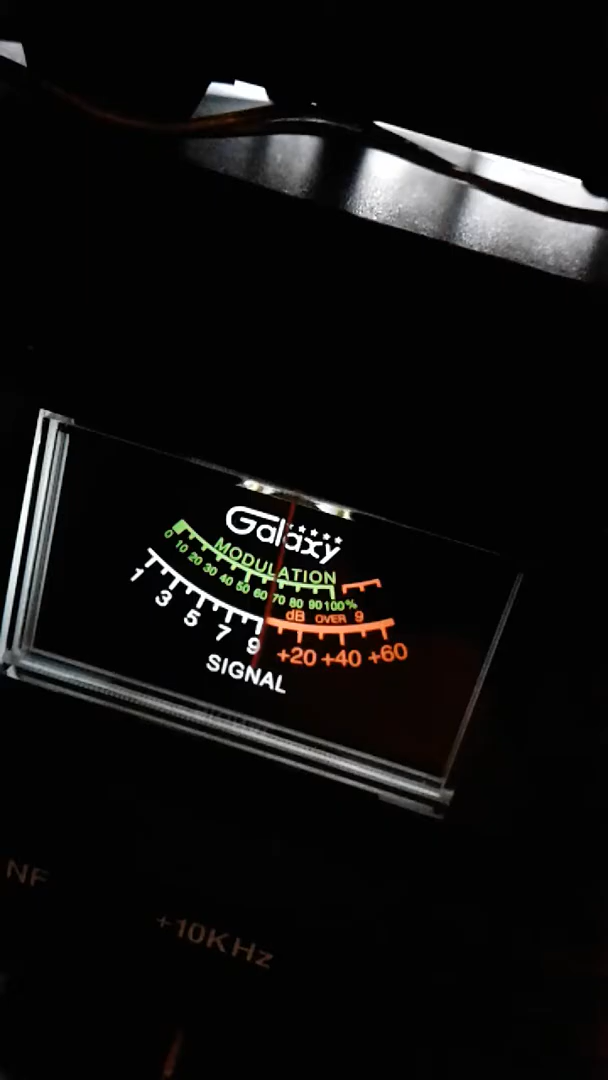 Galaxy
MODULATION
0 10 20 30 40 50 60 70 80 90 100%
dB OVER 9
1 3 5 7 9 +20 +40 +60
SIGNAL
NF
+10KHz